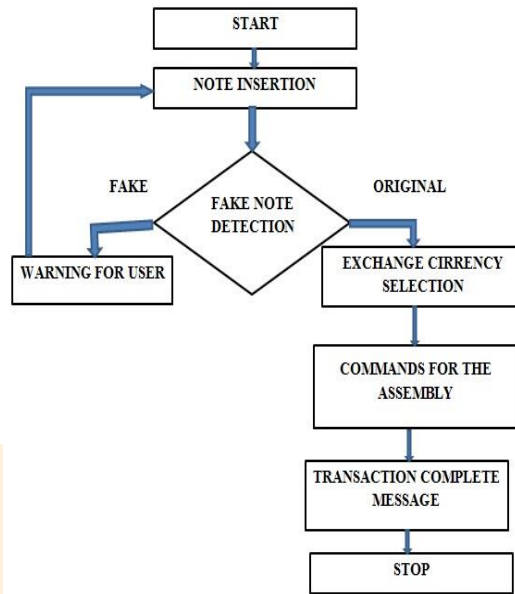 START
NOTE INSERTION
FAKE
ORIGINAL
FAKE NOTE
DETECTION
WARNING FOR USER
EXCHANGE CIRRENCY
SELECTION
COMMANDS FOR THE
ASSEMBLY
TRANSACTION COMPLETE
MESSAGE
STOP